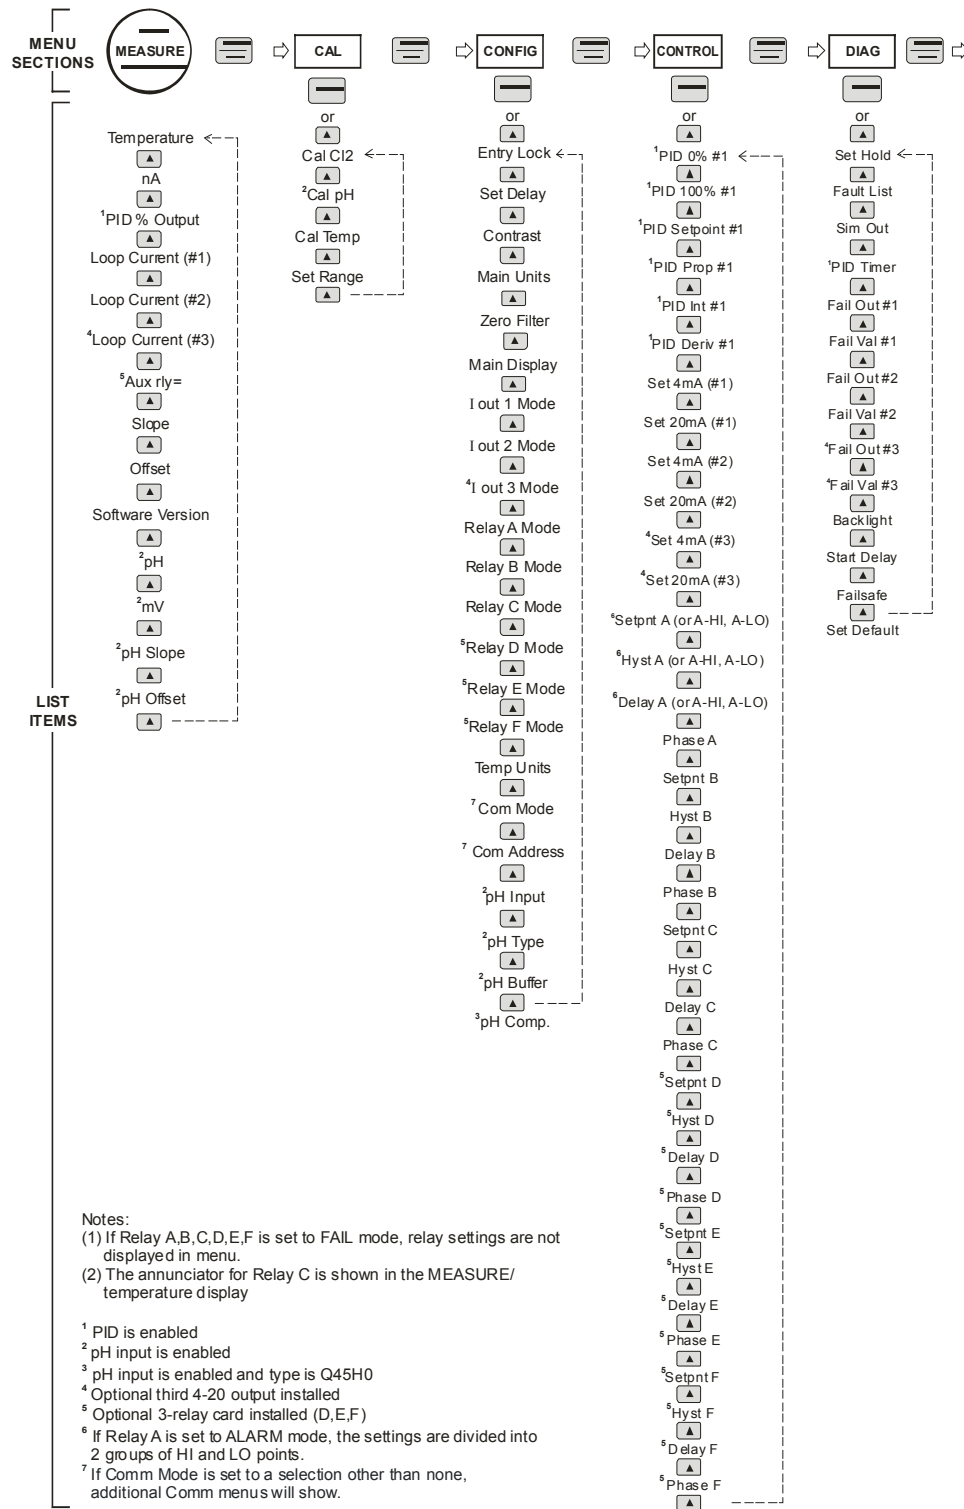 MENU
SECTIONS
MEASURE
CAL
CONFIG
CONTROL
DIAG
LIST
ITEMS
Temperature
nA
¹PID % Output
Loop Current (#1)
Loop Current (#2)
⁴Loop Current (#3)
⁵Aux rly=
Slope
Offset
Software Version
²pH
²mV
²pH Slope
²pH Offset
or
Cal Cl2
²Cal pH
Cal Temp
Set Range
or
Entry Lock
Set Delay
Contrast
Main Units
Zero Filter
Main Display
I out 1 Mode
I out 2 Mode
⁴I out 3 Mode
Relay A Mode
Relay B Mode
Relay C Mode
⁵Relay D Mode
⁵Relay E Mode
⁵Relay F Mode
Temp Units
⁷Com Mode
⁷Com Address
²pH Input
²pH Type
²pH Buffer
³pH Comp.
or
¹PID 0% #1
¹PID 100% #1
¹PID Setpoint #1
¹PID Prop #1
¹PID Int #1
¹PID Deriv #1
Set 4mA (#1)
Set 20mA (#1)
Set 4mA (#2)
Set 20mA (#2)
⁴Set 4mA (#3)
⁴Set 20mA (#3)
⁶Setpnt A (or A-HI, A-LO)
⁶Hyst A (or A-HI, A-LO)
⁶Delay A (or A-HI, A-LO)
Phase A
Setpnt B
Hyst B
Delay B
Phase B
Setpnt C
Hyst C
Delay C
Phase C
⁵Setpnt D
⁵Hyst D
⁵Delay D
⁵Phase D
⁵Setpnt E
⁵Hyst E
⁵Delay E
⁵Phase E
⁵Setpnt F
⁵Hyst F
⁵Delay F
⁵Phase F
or
Set Hold
Fault List
Sim Out
¹PID Timer
Fail Out #1
Fail Val #1
Fail Out #2
Fail Val #2
⁴Fail Out #3
⁴Fail Val #3
Backlight
Start Delay
Failsafe
Set Default
Notes:
(1) If Relay A,B,C,D,E,F is set to FAIL mode, relay settings are not
displayed in menu.
(2) The annunciator for Relay C is shown in the MEASURE/
temperature display
¹ PID is enabled
² pH input is enabled
³ pH input is enabled and type is Q45H0
⁴ Optional third 4-20 output installed
⁵ Optional 3-relay card installed (D,E,F)
⁶ If Relay A is set to ALARM mode, the settings are divided into
2 groups of HI and LO points.
⁷ If Comm Mode is set to a selection other than none,
additional Comm menus will show.